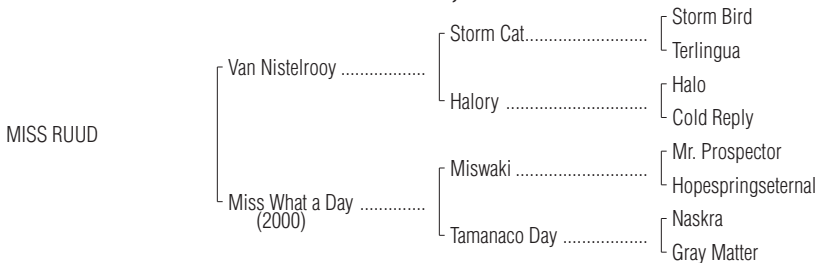 Storm Bird
Storm Cat..........................
Terlingua
Van Nistelrooy ..................
Halo
Halory ..............................
Cold Reply
MISS RUUD
Mr. Prospector
Miswaki ............................
Hopespringseternal
Miss What a Day ..............
(2000)
Naskra
Tamanaco Day ..................
Gray Matter